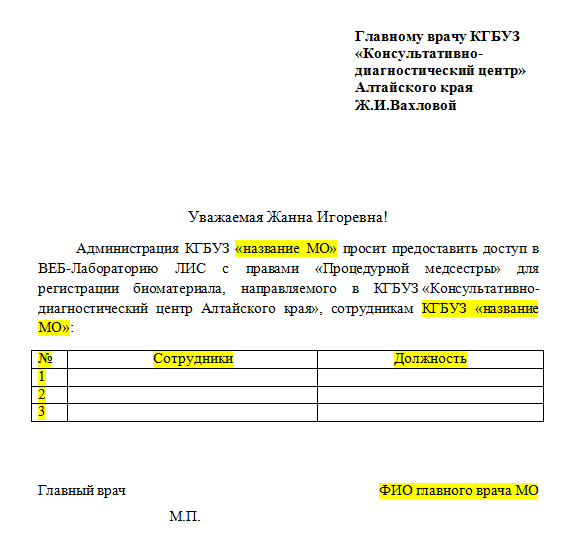 Главному врачу КГБУЗ
«Консультативно-
диагностический центр»
Алтайского края
Ж.И.Вахловой
Уважаемая Жанна Игоревна!
Администрация КГБУЗ «название МО» просит предоставить доступ в
ВЕБ-Лабораторию ЛИС с правами «Процедурной медсестры» для
регистрации биоматериала, направляемого в КГБУЗ «Консультативно-
диагностический центр Алтайского края», сотрудникам КГБУЗ «название
МО»:
№ Сотрудники Должность
1
2
3
Главный врач ФИО главного врача МО
М.П.